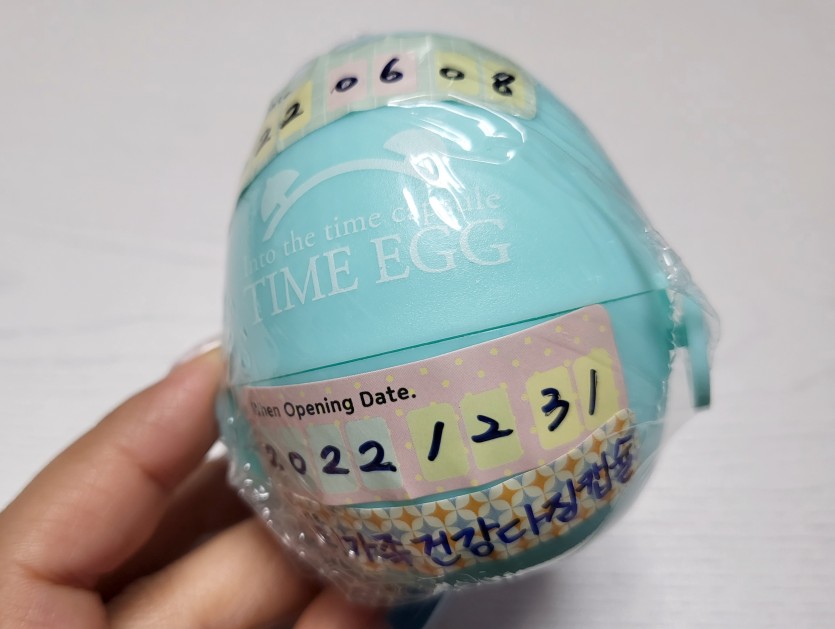 22 06 08
Into the time capsule
TIME EGG
When Opening Date.
2022 12 31
가족 건강다짐캡슐